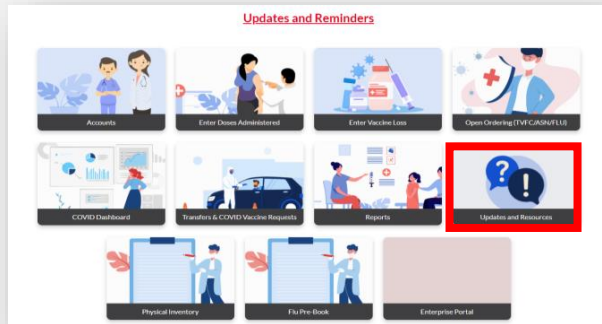 Updates and Reminders
Accounts
Enter Doses Administered
Enter Vaccine Loss
Open Ordering (TVFC/ASN/FLU)
COVID Dashboard
Transfers & COVID Vaccine Requests
Reports
Updates and Resources
Physical Inventory
Flu Pre-Book
Enterprise Portal